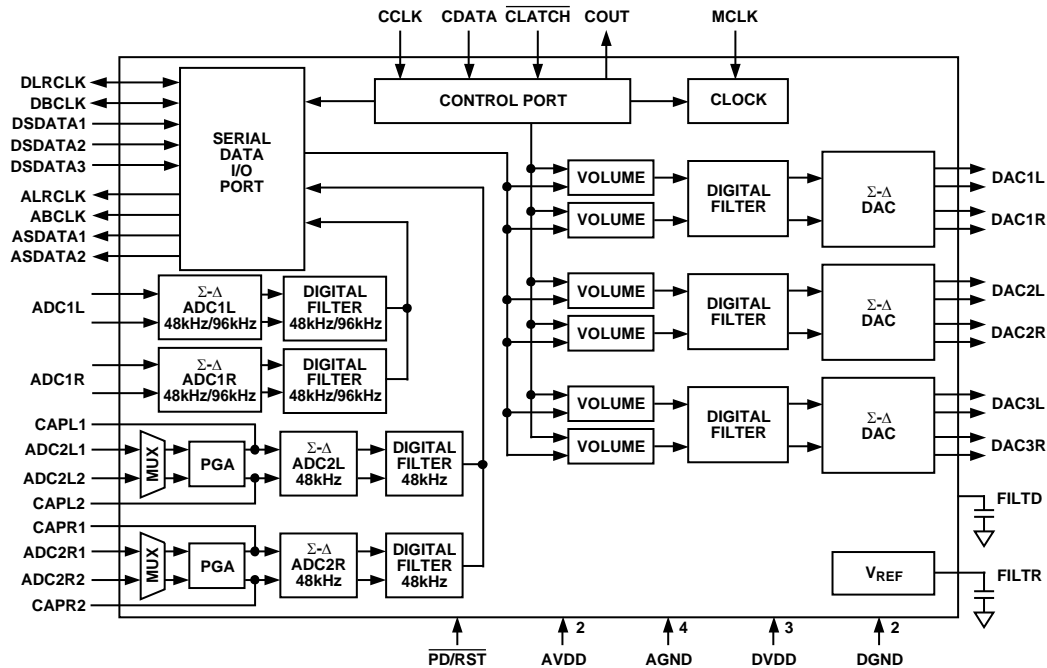 CCLK CDATA CLATCH COUT MCLK
DLRCLK
DBCLK
DSDATA1
DSDATA2
DSDATA3
ALRCLK
ABCLK
ASDATA1
ASDATA2
SERIAL
DATA
I/O
PORT
CONTROL PORT
CLOCK
VOLUME
VOLUME
DIGITAL
FILTER
Σ-Δ
DAC
DAC1L
DAC1R
VOLUME
VOLUME
DIGITAL
FILTER
Σ-Δ
DAC
DAC2L
DAC2R
VOLUME
VOLUME
DIGITAL
FILTER
Σ-Δ
DAC
DAC3L
DAC3R
ADC1L
Σ-Δ
ADC1L
48kHz/96kHz
DIGITAL
FILTER
48kHz/96kHz
ADC1R
Σ-Δ
ADC1R
48kHz/96kHz
DIGITAL
FILTER
48kHz/96kHz
CAPL1
ADC2L1
ADC2L2
CAPL2
MUX
PGA
Σ-Δ
ADC2L
48kHz
DIGITAL
FILTER
48kHz
CAPR1
ADC2R1
ADC2R2
CAPR2
MUX
PGA
Σ-Δ
ADC2R
48kHz
DIGITAL
FILTER
48kHz
FILTD
VREF
FILTR
2 4 3 2
PD/RST AVDD AGND DVDD DGND